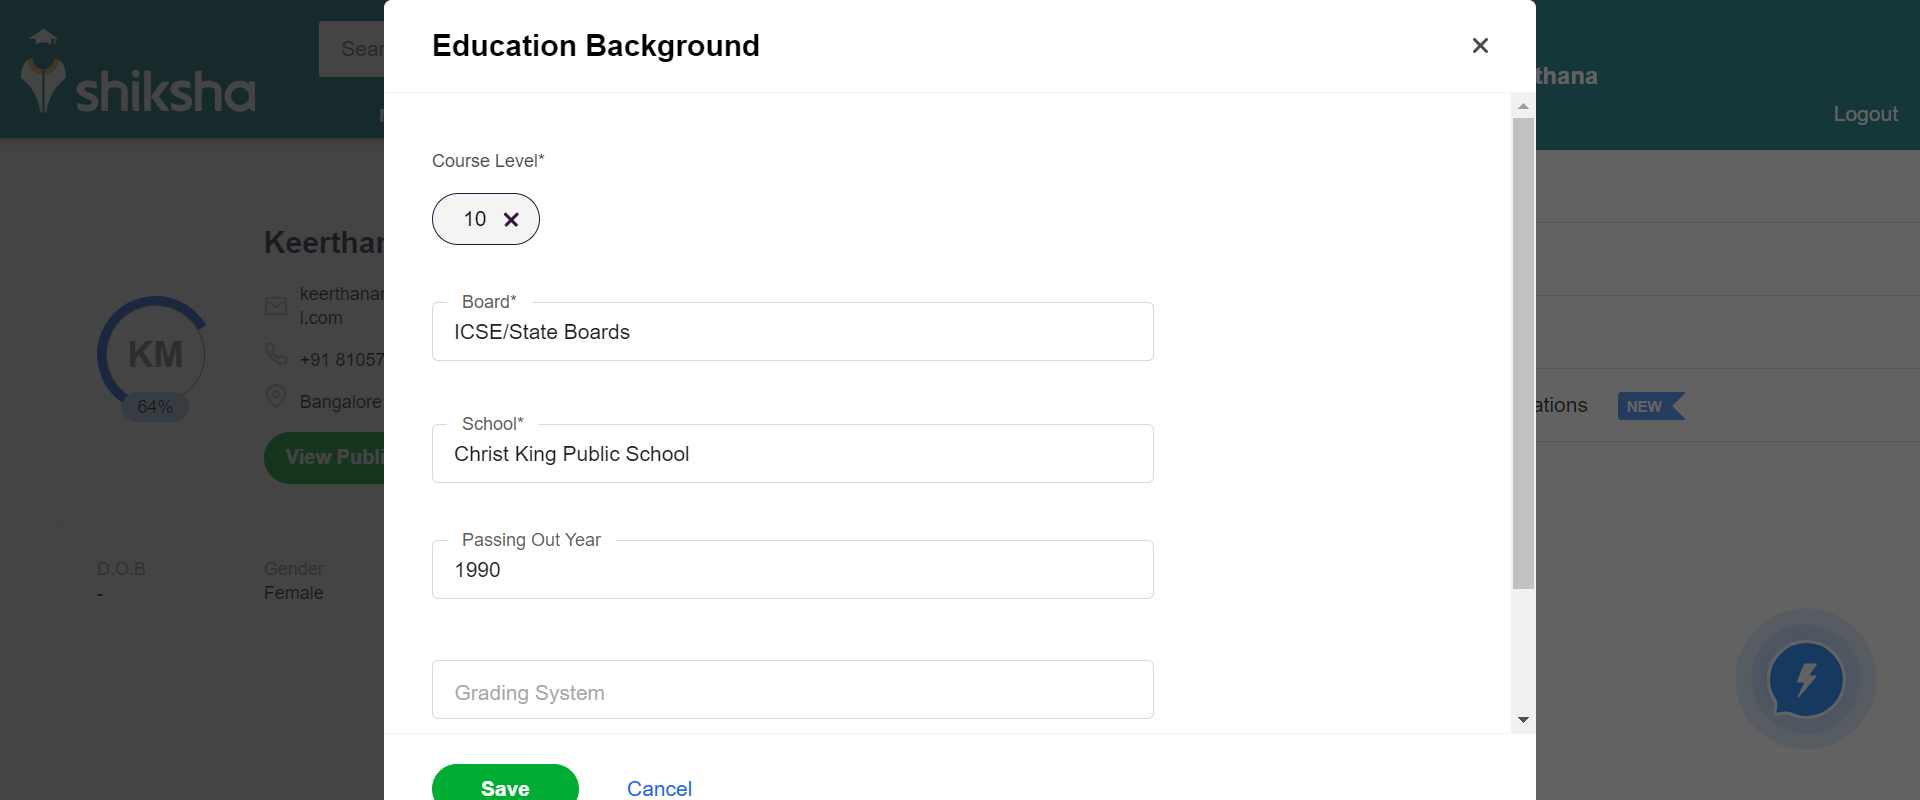 shiksha
Sear
Education Background
thana
Logout
Course Level*
10
Keerthan
keerthanar
l.com
+91 81057
Bangalore
KM
64%
View Publi
D.O.B
-
Gender
Female
Board*
ICSE/State Boards
School*
Christ King Public School
Passing Out Year
1990
Grading System
Save
Cancel
ations
NEW